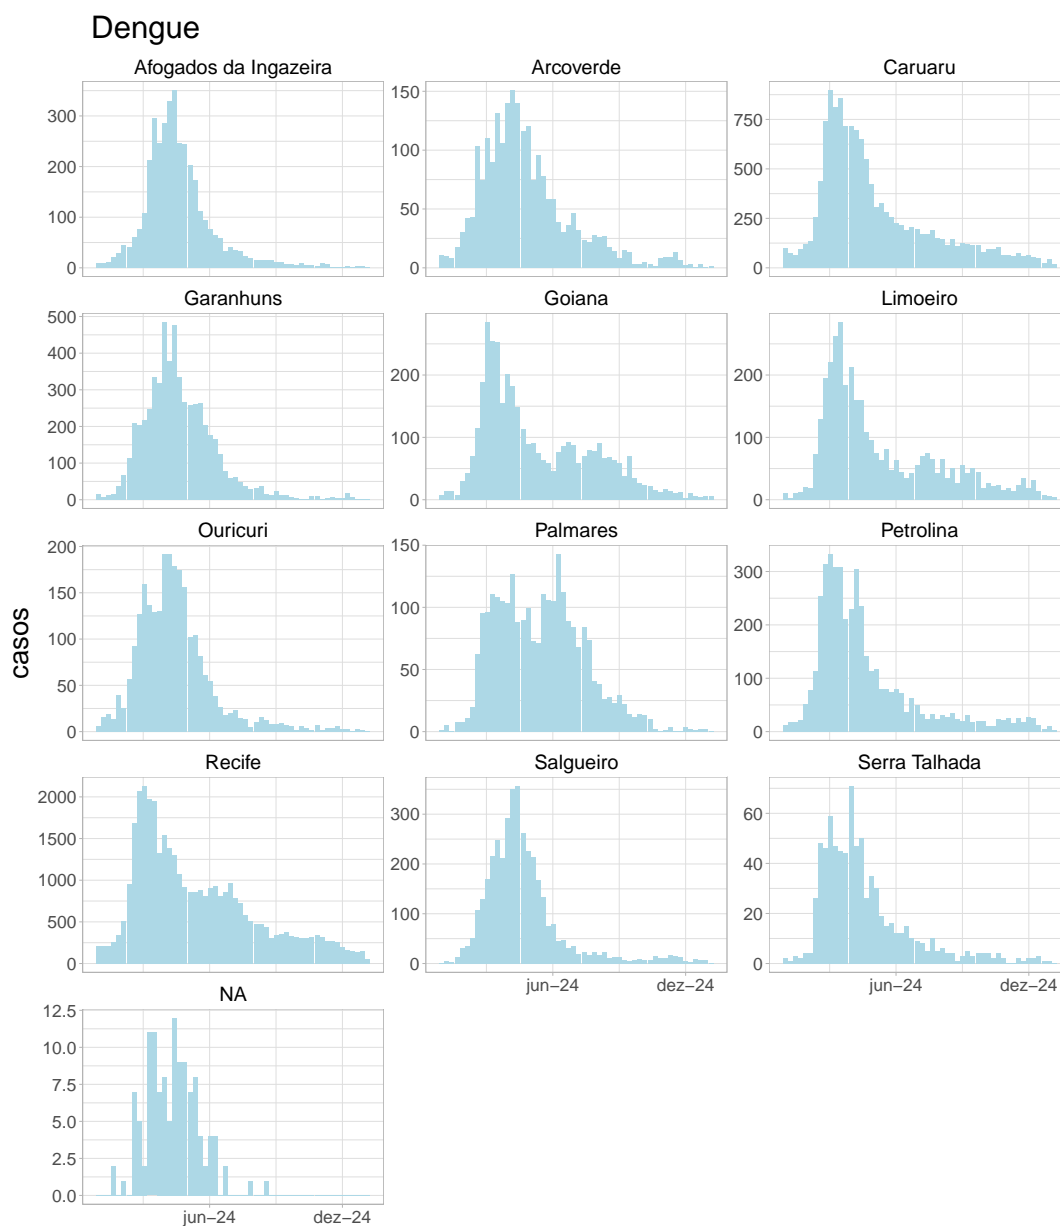 Dengue
Afogados da Ingazeira
Arcoverde
Caruaru
300
200
100
0
150
100
50
0
750
500
250
0
Garanhuns
Goiana
Limoeiro
500
400
300
200
100
0
200
100
0
200
100
0
Ouricuri
Palmares
Petrolina
200
150
100
50
0
150
100
50
0
300
200
100
0
casos
Recife
Salgueiro
Serra Talhada
2000
1500
1000
500
0
300
200
100
0
60
40
20
0
jun−24
dez−24
jun−24
dez−24
NA
12.5
10.0
7.5
5.0
2.5
0.0
jun−24
dez−24